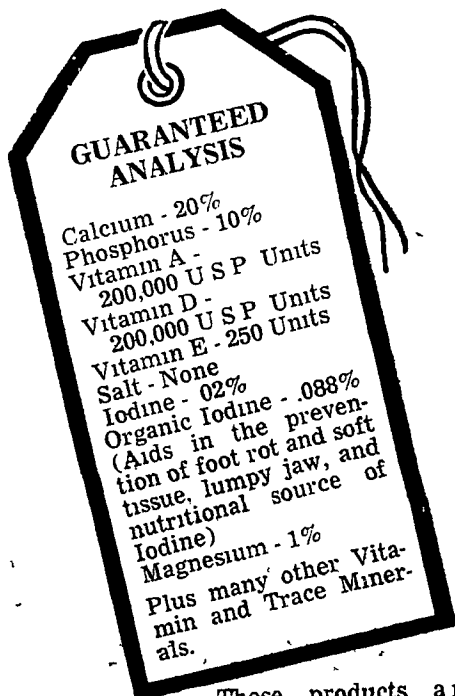 GUARANTEED
ANALYSIS
Calcium - 20%
Phosphorus - 10%
Vitamin A -
200,000 U S P Units
Vitamin D -
200,000 U S P Units
Vitamin E - 250 Units
Salt - None
Iodine - 02%
Organic Iodine - .088%
(Aids in the preven-
tion of foot rot and soft
tissue, lumpy jaw, and
nutritional source of
Iodine)
Magnesium - 1%
Plus many other Vita-
min and Trace Miner-
als.
These products